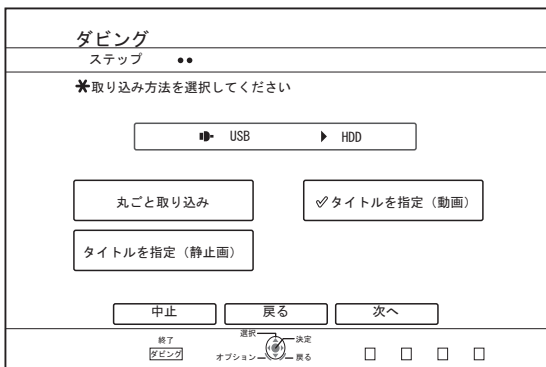 ダビング
ステップ ●●
✱取り込み方法を選択してください
USB ▶ HDD
丸ごと取り込み
✓タイトルを指定（動画）
タイトルを指定（静止画）
中止 戻る 次へ
終了
ダビング
選択
決定
オプション
戻る